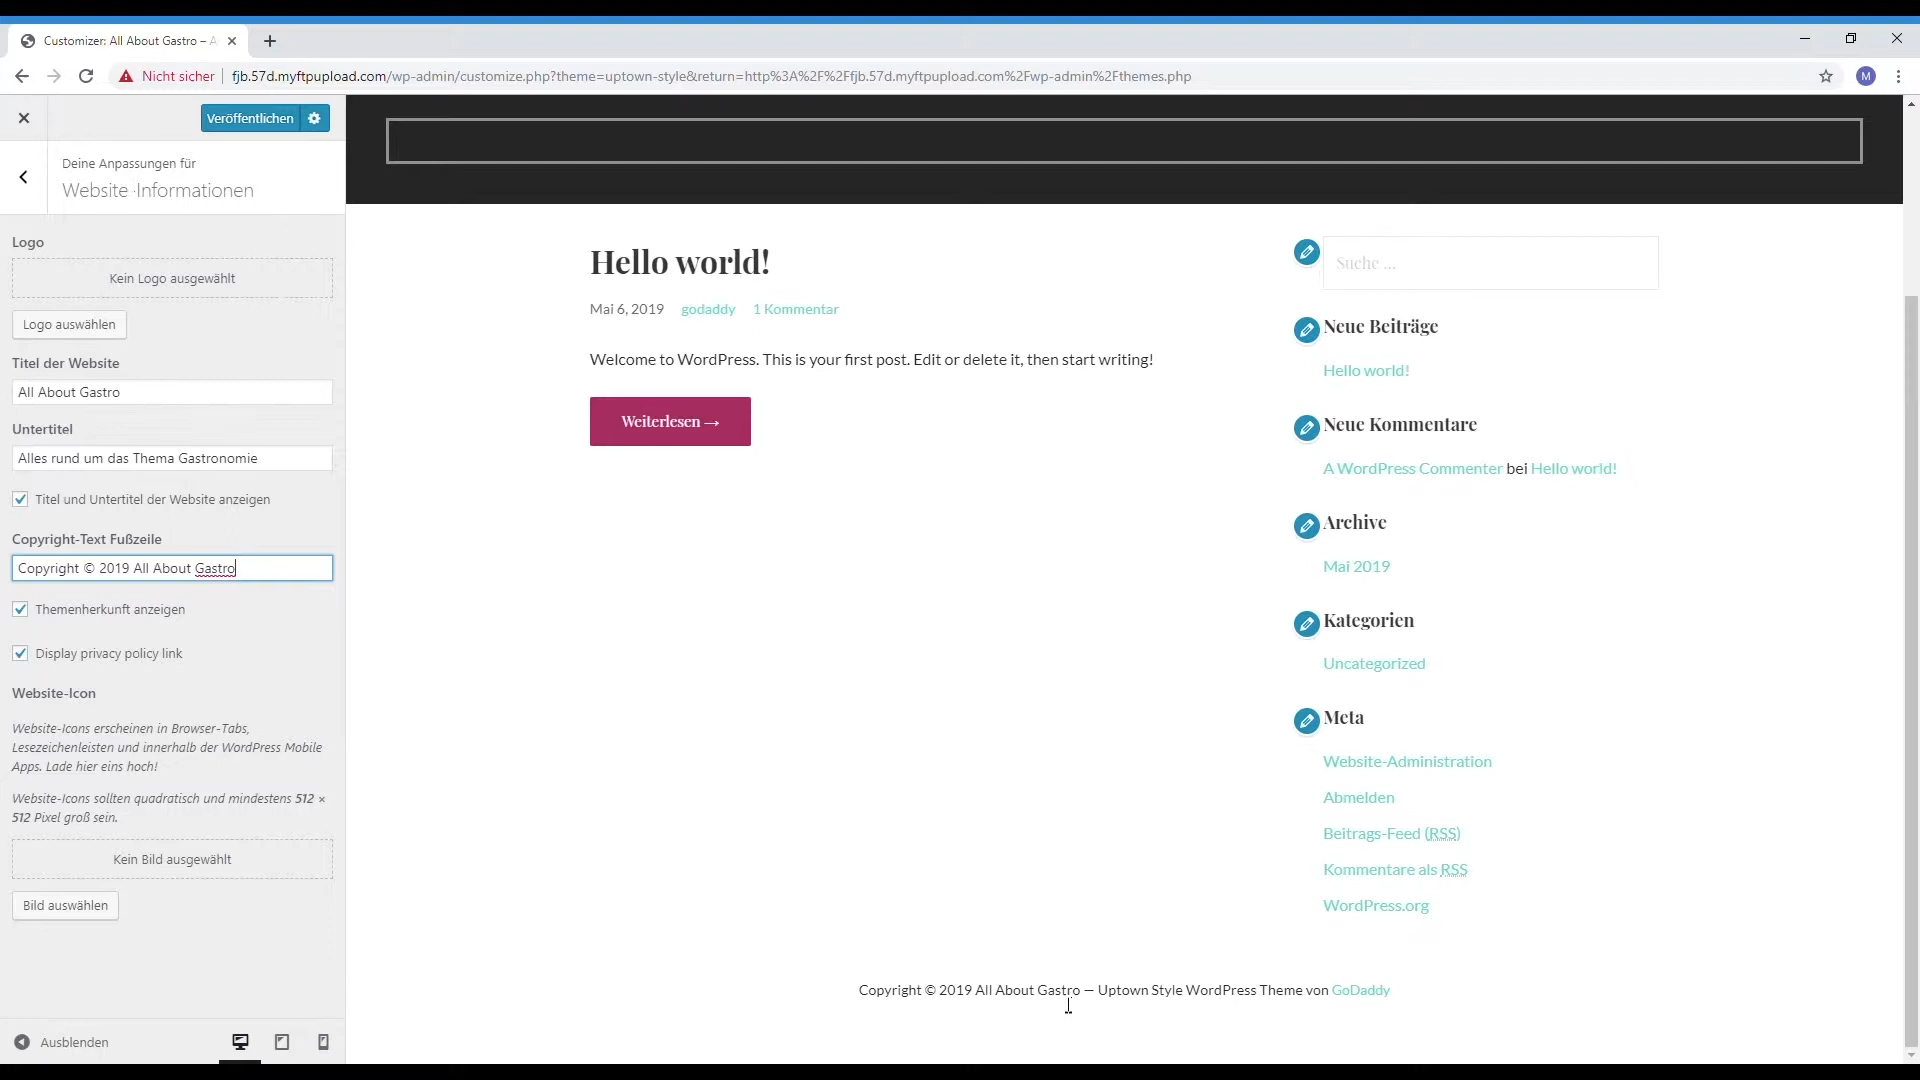 Customizer: All About Gastro – A
Nicht sicher
fjb.57d.myftpupload.com/wp-admin/customize.php?theme=uptown-style&return=http%3A%2F%2Ffjb.57d.myftpupload.com%2Fwp-admin%2Fthemes.php
M
Veröffentlichen
Deine Anpassungen für
Website-Informationen
Logo
Kein Logo ausgewählt
Logo auswählen
Titel der Website
All About Gastro
Untertitel
Alles rund um das Thema Gastronomie
Titel und Untertitel der Website anzeigen
Copyright-Text Fußzeile
Copyright © 2019 All About Gastro
Themenherkunft anzeigen
Display privacy policy link
Website-Icon
Website-Icons erscheinen in Browser-Tabs,
Lesezeichenleisten und innerhalb der WordPress Mobile
Apps. Lade hier eins hoch!
Website-Icons sollten quadratisch und mindestens 512 ×
512 Pixel groß sein.
Kein Bild ausgewählt
Bild auswählen
Ausblenden
Hello world!
Mai 6, 2019 godaddy 1 Kommentar
Welcome to WordPress. This is your first post. Edit or delete it, then start writing!
Weiterlesen →
Suche ...
Neue Beiträge
Hello world!
Neue Kommentare
A WordPress Commenter bei Hello world!
Archive
Mai 2019
Kategorien
Uncategorized
Meta
Website-Administration
Abmelden
Beitrags-Feed (RSS)
Kommentare als RSS
WordPress.org
Copyright © 2019 All About Gastro — Uptown Style WordPress Theme von GoDaddy